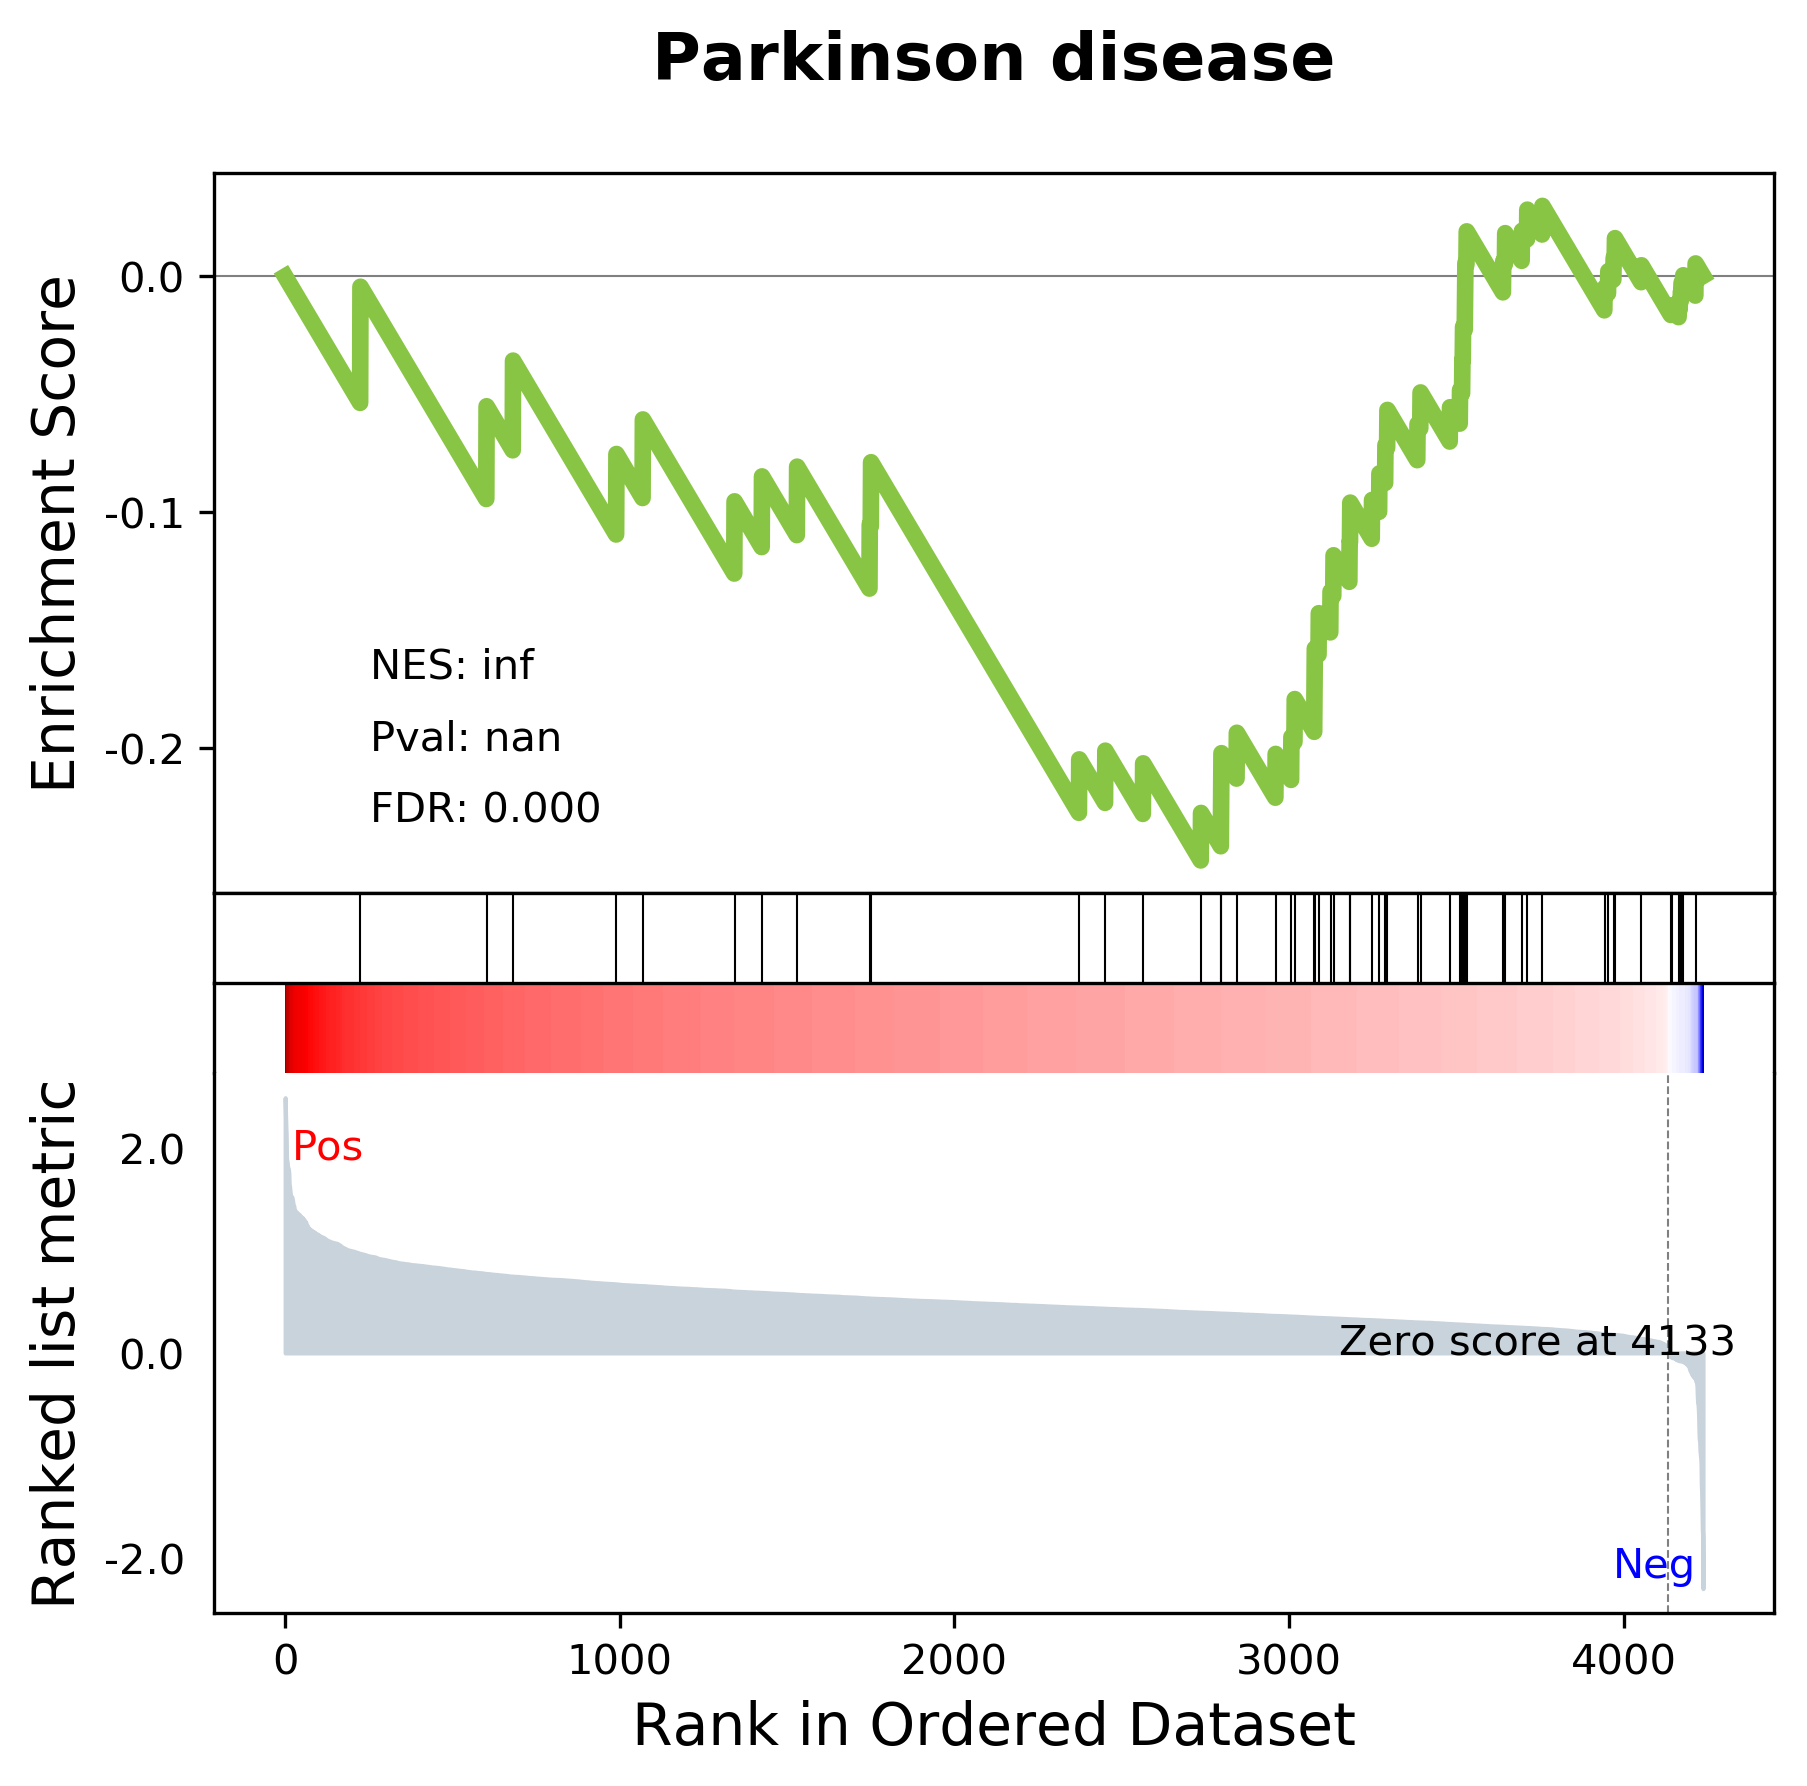 Parkinson disease
Enrichment Score
0.0
-0.1
-0.2
NES: inf
Pval: nan
FDR: 0.000
Ranked list metric
2.0
0.0
-2.0
Pos
Zero score at 4133
Neg
0 1000 2000 3000 4000
Rank in Ordered Dataset